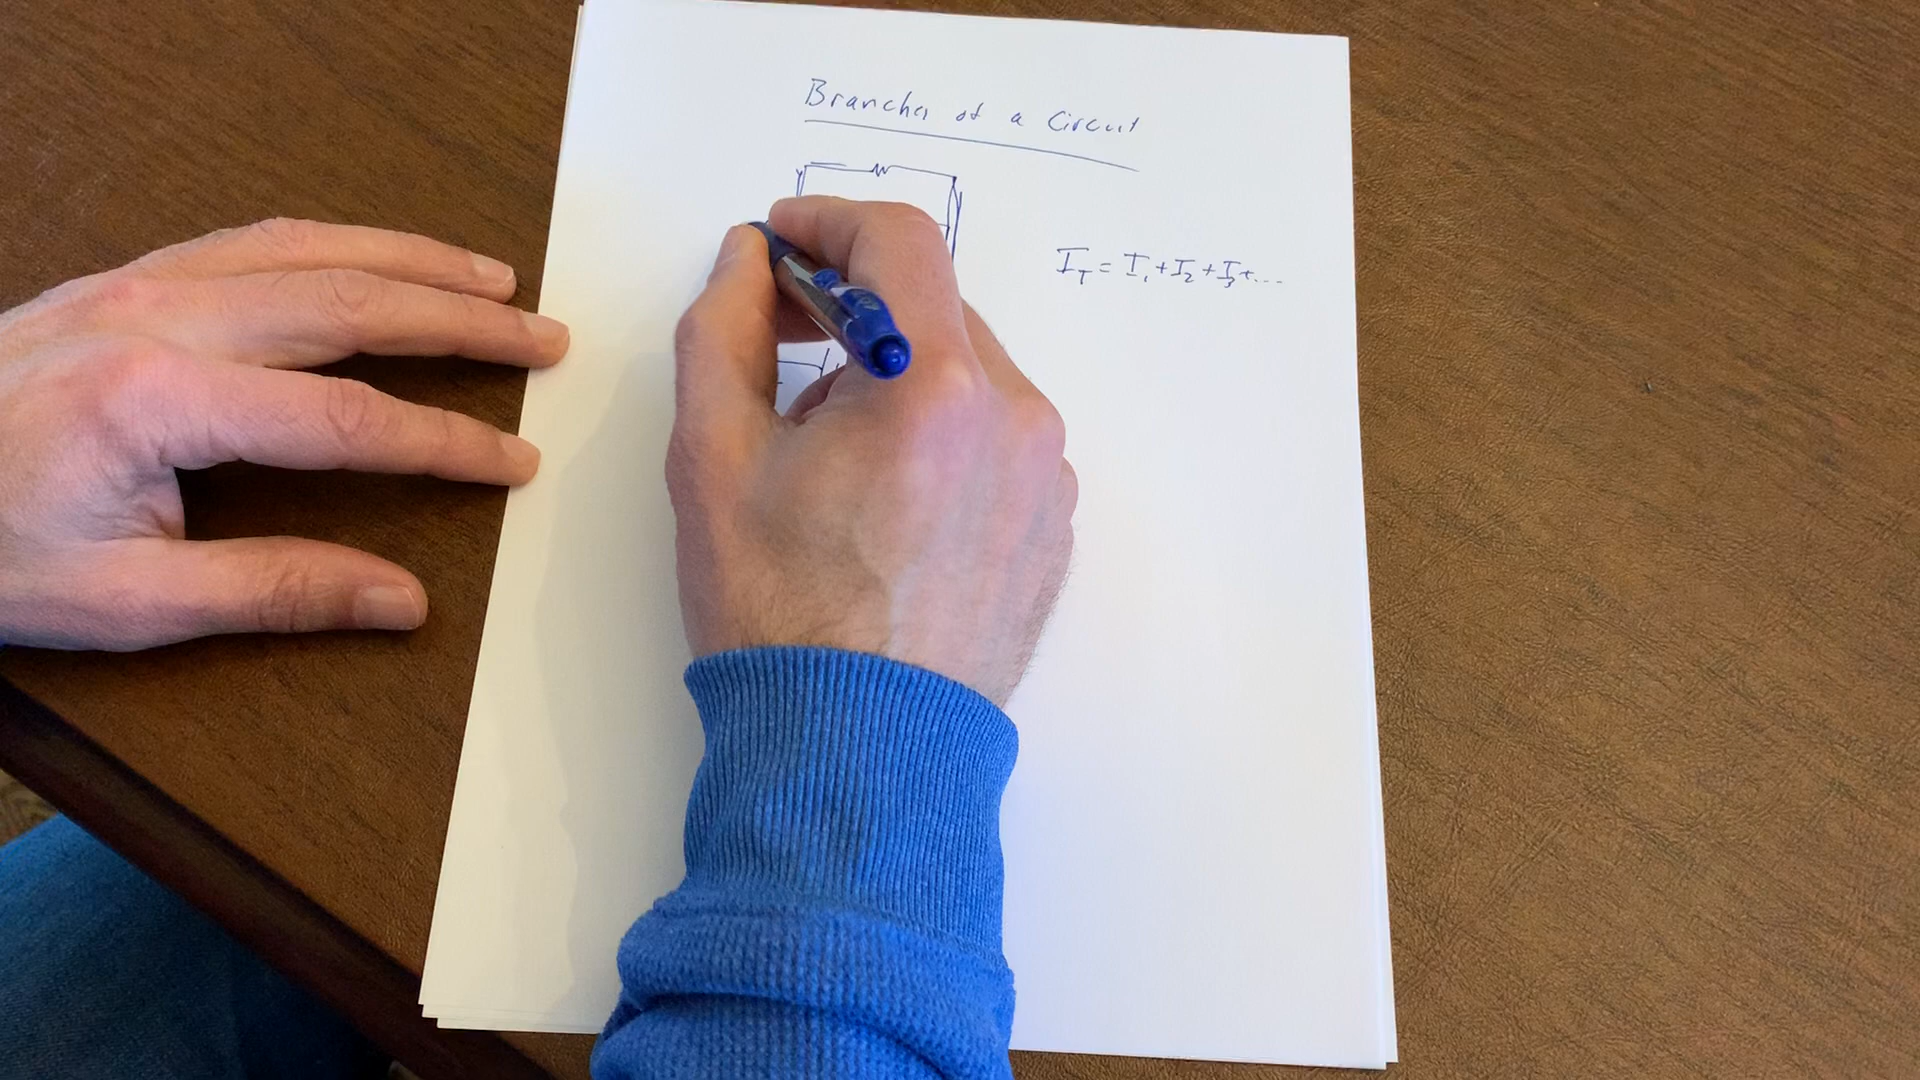 Branches of a Circuit
I_T = I_1 + I_2 + I_3 + ...